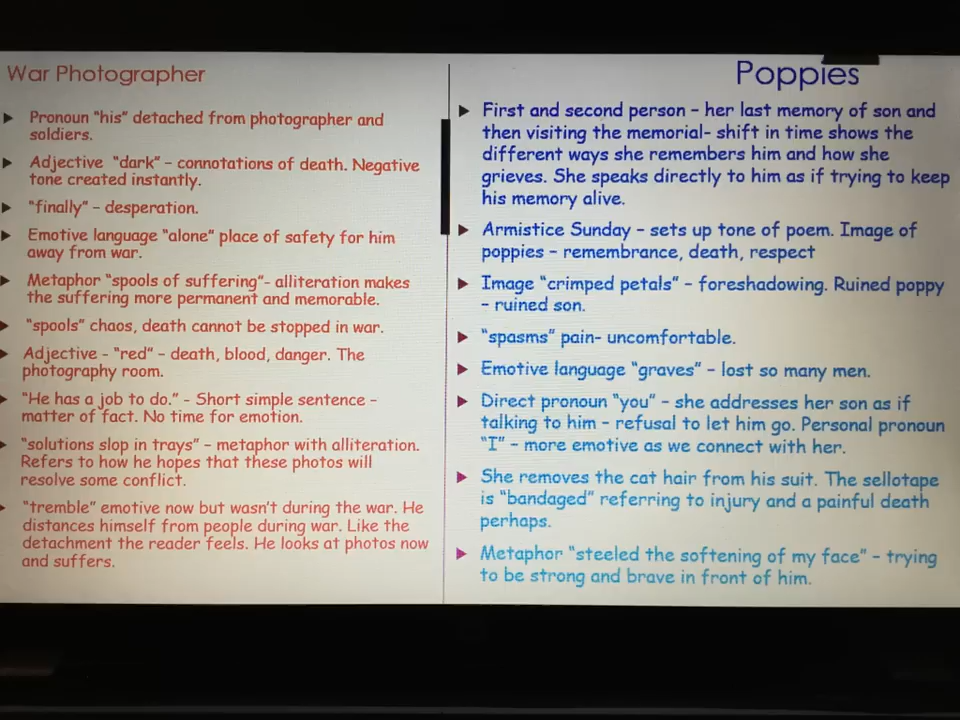 War Photographer
Pronoun "his" detached from photographer and
soldiers.
Adjective "dark" – connotations of death. Negative
tone created instantly.
"finally" – desperation.
Emotive language "alone" place of safety for him
away from war.
Metaphor "spools of suffering"- alliteration makes
the suffering more permanent and memorable.
"spools" chaos, death cannot be stopped in war.
Adjective - "red" – death, blood, danger. The
photography room.
"He has a job to do." - Short simple sentence –
matter of fact. No time for emotion.
"solutions slop in trays" – metaphor with alliteration.
Refers to how he hopes that these photos will
resolve some conflict.
"tremble" emotive now but wasn't during the war. He
distances himself from people during war. Like the
detachment the reader feels. He looks at photos now
and suffers.
Poppies
First and second person – her last memory of son and
then visiting the memorial- shift in time shows the
different ways she remembers him and how she
grieves. She speaks directly to him as if trying to keep
his memory alive.
Armistice Sunday – sets up tone of poem. Image of
poppies – remembrance, death, respect
Image "crimped petals" – foreshadowing. Ruined poppy
– ruined son.
"spasms" pain- uncomfortable.
Emotive language "graves" – lost so many men.
Direct pronoun "you" – she addresses her son as if
talking to him – refusal to let him go. Personal pronoun
"I" – more emotive as we connect with her.
She removes the cat hair from his suit. The sellotape
is "bandaged" referring to injury and a painful death
perhaps.
Metaphor "steeled the softening of my face" – trying
to be strong and brave in front of him.